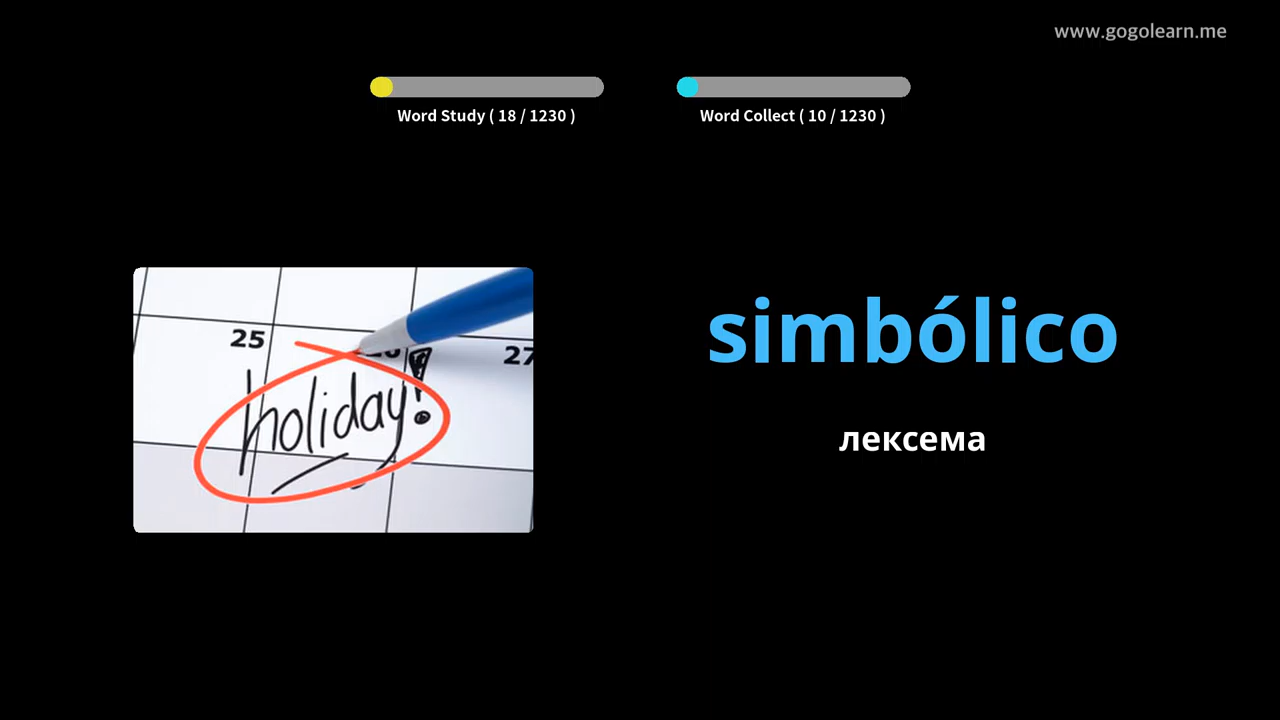 www.gogolearn.me
Word Study ( 18 / 1230 )
Word Collect ( 10 / 1230 )
25
27
holiday!
simbólico
лексема